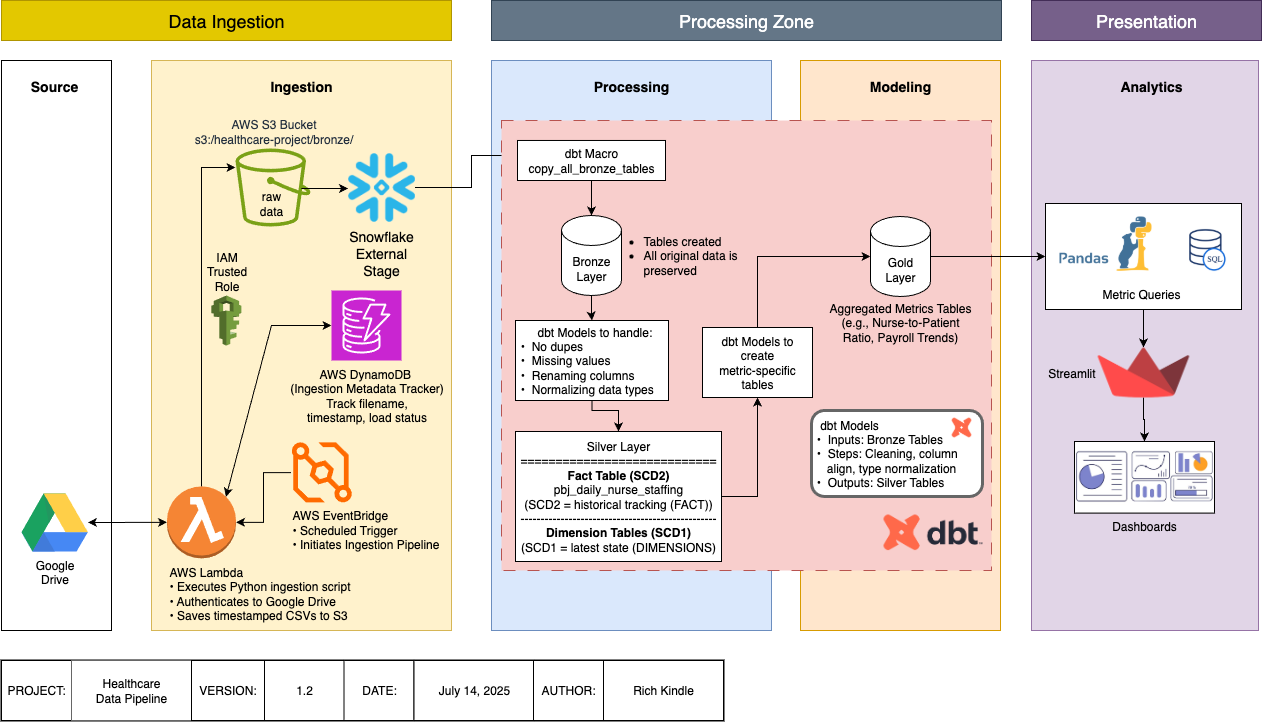 Data Ingestion
Processing Zone
Presentation
Source
Ingestion
AWS S3 Bucket
s3:/healthcare-project/bronze/
raw
data
Snowflake
External
Stage
IAM
Trusted
Role
AWS DynamoDB
(Ingestion Metadata Tracker)
Track filename,
timestamp, load status
AWS EventBridge
• Scheduled Trigger
• Initiates Ingestion Pipeline
Google
Drive
AWS Lambda
• Executes Python ingestion script
• Authenticates to Google Drive
• Saves timestamped CSVs to S3
Processing
Modeling
dbt Macro
copy_all_bronze_tables
Bronze
Layer
• Tables created
• All original data is
preserved
dbt Models to handle:
• No dupes
• Missing values
• Renaming columns
• Normalizing data types
Silver Layer
============================
Fact Table (SCD2)
pbj_daily_nurse_staffing
(SCD2 = historical tracking (FACT))
---------------------------------------------
Dimension Tables (SCD1)
(SCD1 = latest state (DIMENSIONS)
dbt Models to
create
metric-specific
tables
Gold
Layer
Aggregated Metrics Tables
(e.g., Nurse-to-Patient
Ratio, Payroll Trends)
dbt Models
• Inputs: Bronze Tables
• Steps: Cleaning, column
align, type normalization
• Outputs: Silver Tables
dbt
Analytics
Pandas
SQL
Metric Queries
Streamlit
Dashboards
PROJECT:
Healthcare
Data Pipeline
VERSION:
1.2
DATE:
July 14, 2025
AUTHOR:
Rich Kindle